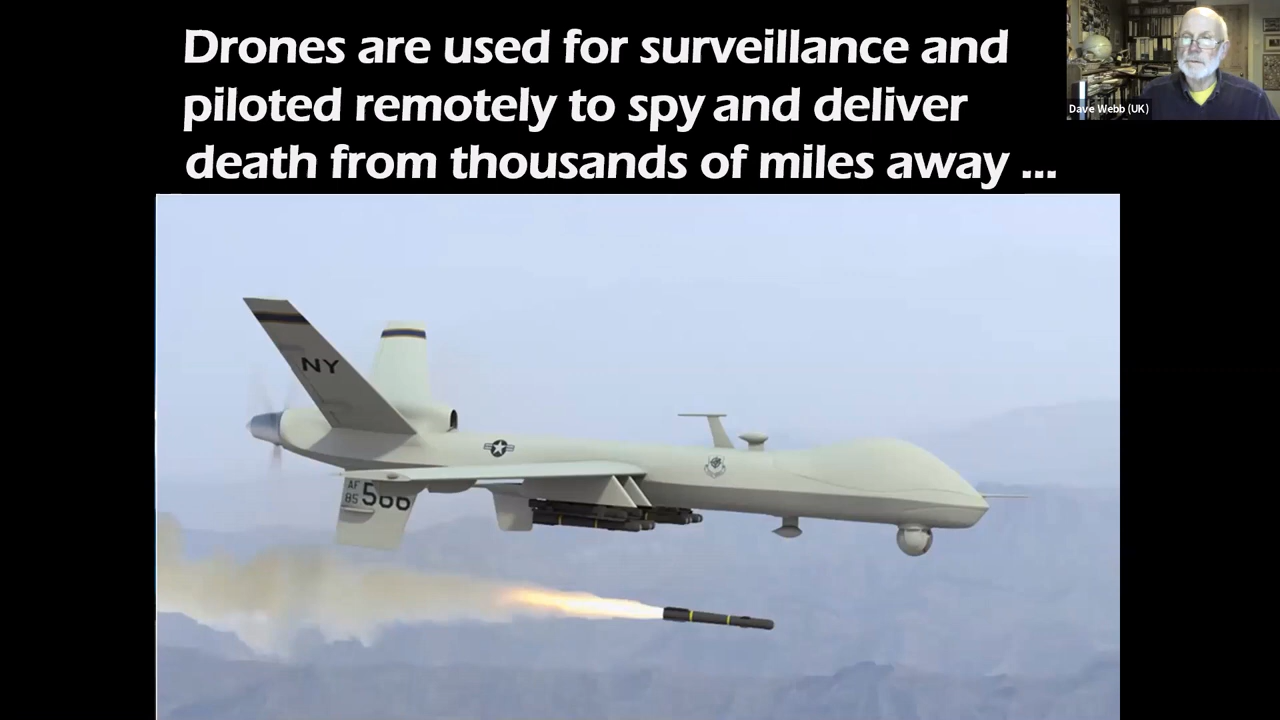 Drones are used for surveillance and
piloted remotely to spy and deliver
death from thousands of miles away ...
Dave Webb (UK)
NY
AF
85
566